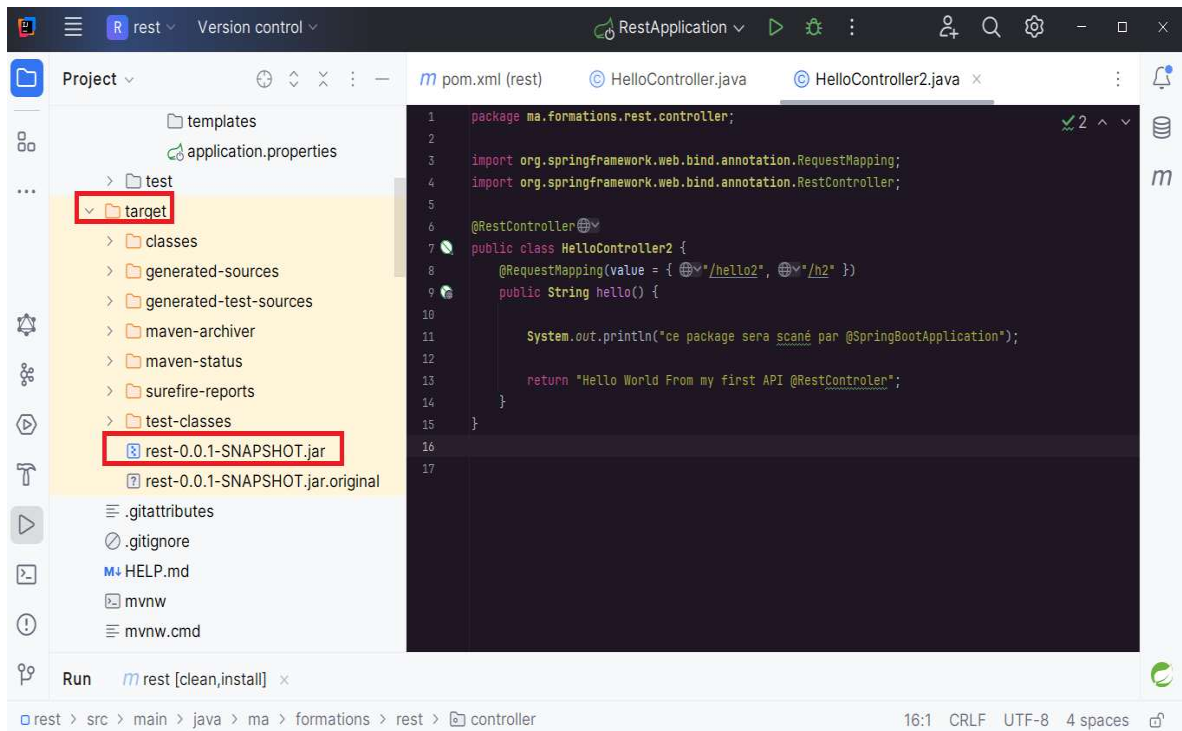 R rest Version control RestApplication
Project
pom.xml (rest) HelloController.java HelloController2.java
templates
application.properties
test
target
classes
generated-sources
generated-test-sources
maven-archiver
maven-status
surefire-reports
test-classes
rest-0.0.1-SNAPSHOT.jar
rest-0.0.1-SNAPSHOT.jar.original
.gitattributes
.gitignore
M↓ HELP.md
mvnw
mvnw.cmd
2
1 package ma.formations.rest.controller;
2
3 import org.springframework.web.bind.annotation.RequestMapping;
4 import org.springframework.web.bind.annotation.RestController;
5
6 @RestController
7 public class HelloController2 {
8 @RequestMapping(value = { "/hello2", "/h2" })
9 public String hello() {
10
11 System.out.println("ce package sera scané par @SpringBootApplication");
12
13 return "Hello World From my first API @RestControler";
14 }
15 }
16
17
Run m rest [clean,install]
rest > src > main > java > ma > formations > rest > controller 16:1 CRLF UTF-8 4 spaces